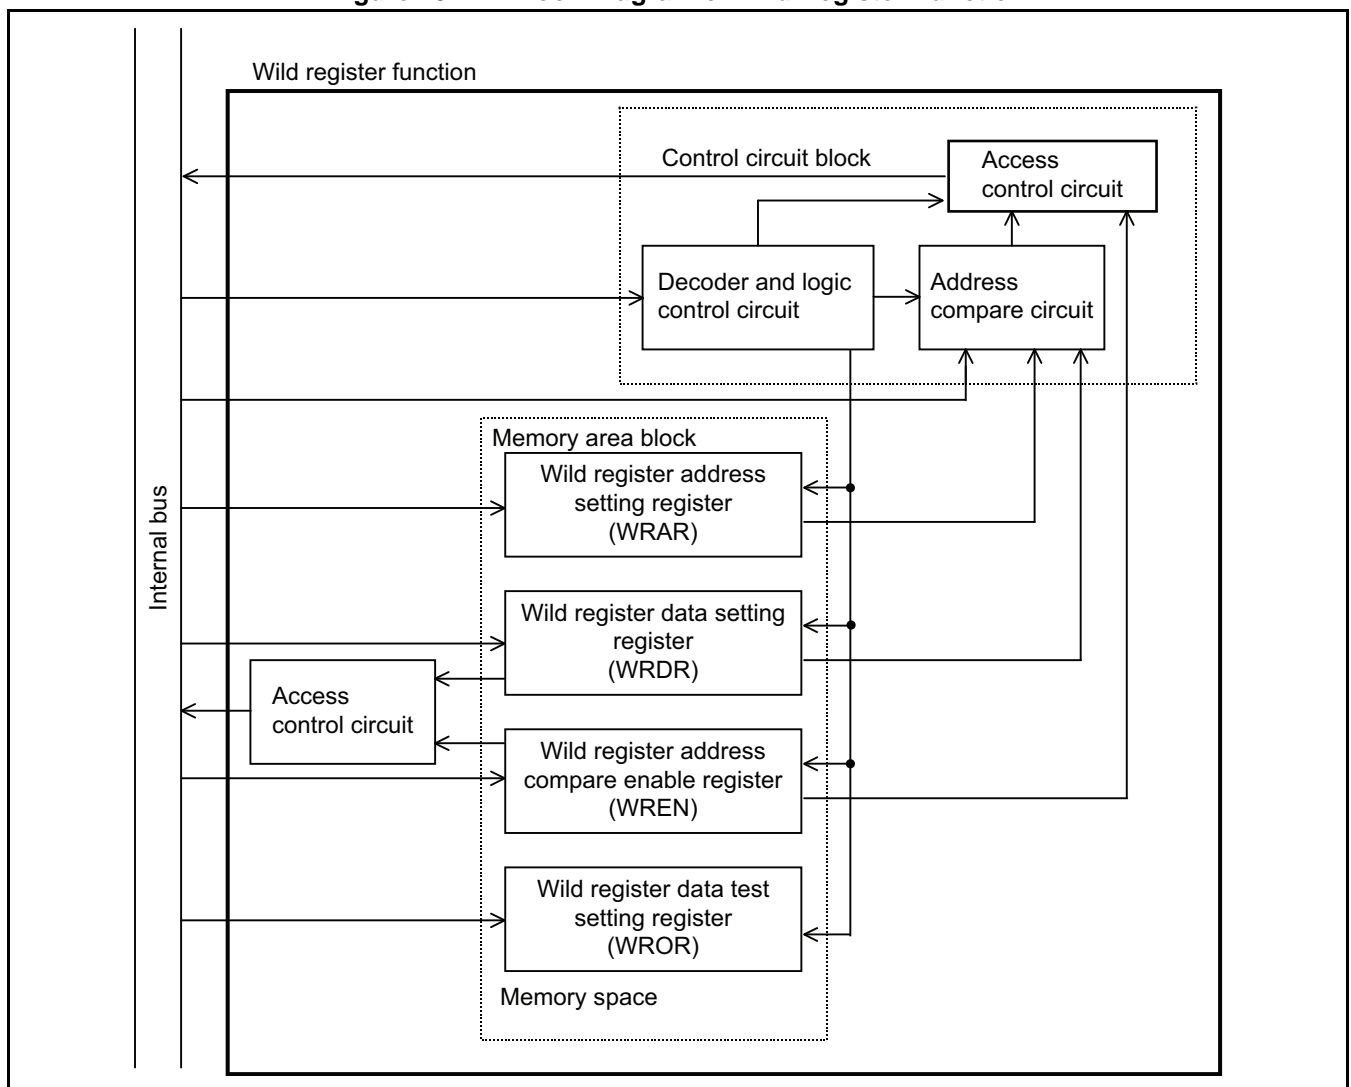 Wild register function
Control circuit block
Access
control circuit
Decoder and logic
control circuit
Address
compare circuit
Memory area block
Wild register address
setting register
(WRAR)
Internal bus
Wild register data setting
register
(WRDR)
Access
control circuit
Wild register address
compare enable register
(WREN)
Wild register data test
setting register
(WROR)
Memory space